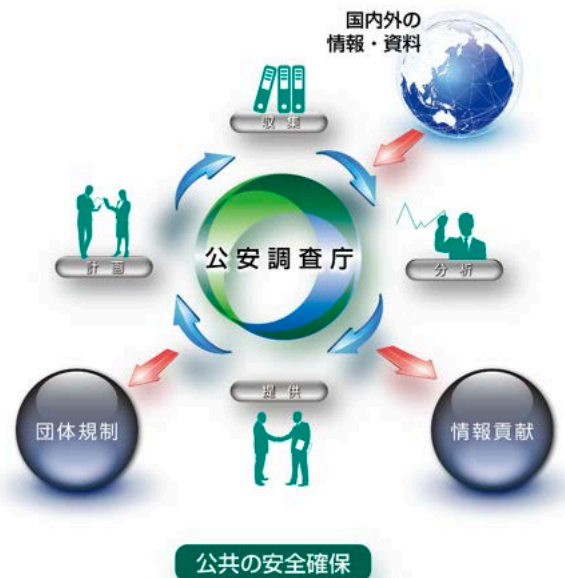 国内外の
情報・資料
収集
計画
公安調査庁
分析
提供
団体規制
情報貢献
公共の安全確保